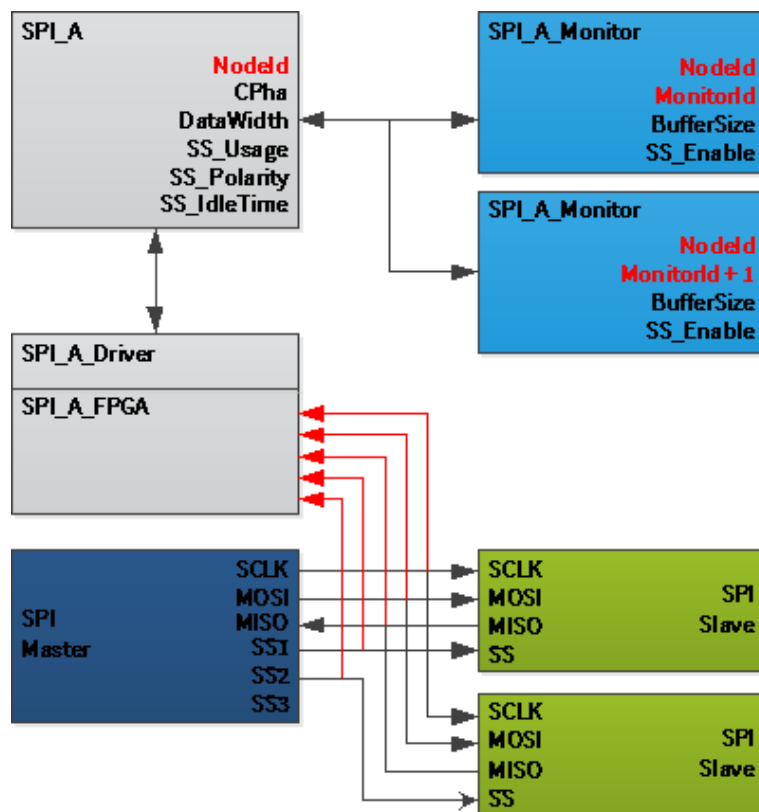 SPI_A
NodeId
CPha
DataWidth
SS_Usage
SS_Polarity
SS_IdleTime
SPI_A_Monitor
NodeId
MonitorId
BufferSize
SS_Enable
SPI_A_Monitor
NodeId
MonitorId + 1
BufferSize
SS_Enable
SPI_A_Driver
SPI_A_FPGA
SPI
Master
SCLK
MOSI
MISO
SS1
SS2
SS3
SCLK
MOSI
MISO
SS
SPI
Slave
SCLK
MOSI
MISO
SS
SPI
Slave